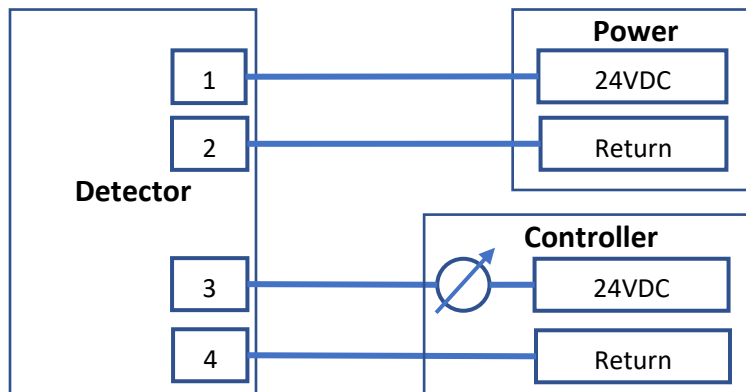 Power
1
24VDC
2
Return
Detector
Controller
3
24VDC
4
Return